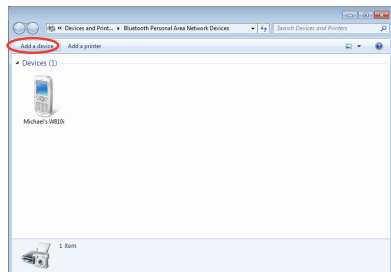 « Devices and Print... ▸ Bluetooth Personal Area Network Devices
Search Devices and Printers
Add a device
Add a printer
Devices (1)
Michael's W810i
1 item